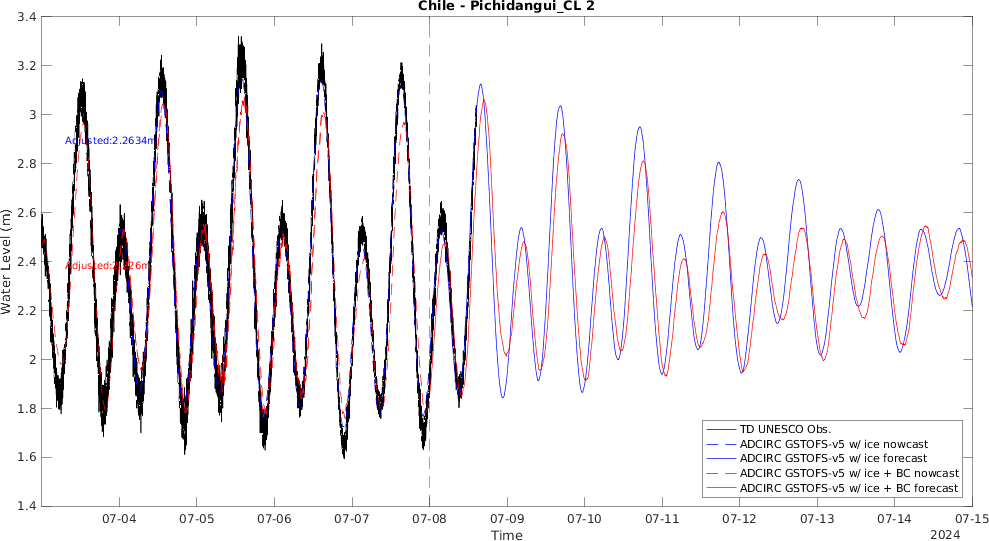 Chile - Pichidangui_CL 2
3.4
3.2
3
2.8
2.6
2.4
2.2
2
1.8
1.6
1.4
Water Level (m)
Adjusted:2.2634m
TD UNESCO Obs.
ADCIRC GSTOFS-v5 w/ ice nowcast
ADCIRC GSTOFS-v5 w/ ice forecast
ADCIRC GSTOFS-v5 w/ ice + BC nowcast
ADCIRC GSTOFS-v5 w/ ice + BC forecast
07-04
07-05
07-06
07-07
07-08
07-09
07-10
07-11
07-12
07-13
07-14
07-15
Time
2024